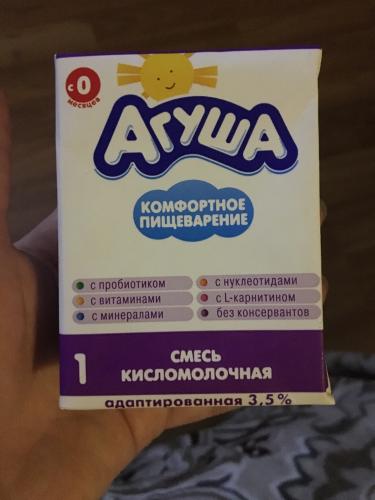 с 0
месяцев
Агуша
КОМФОРТНОЕ
ПИЩЕВАРЕНИЕ
с пробиотиком
с нуклеотидами
с витаминами
с L-карнитином
с минералами
без консервантов
1
СМЕСЬ
КИСЛОМОЛОЧНАЯ
адаптированная 3,5%